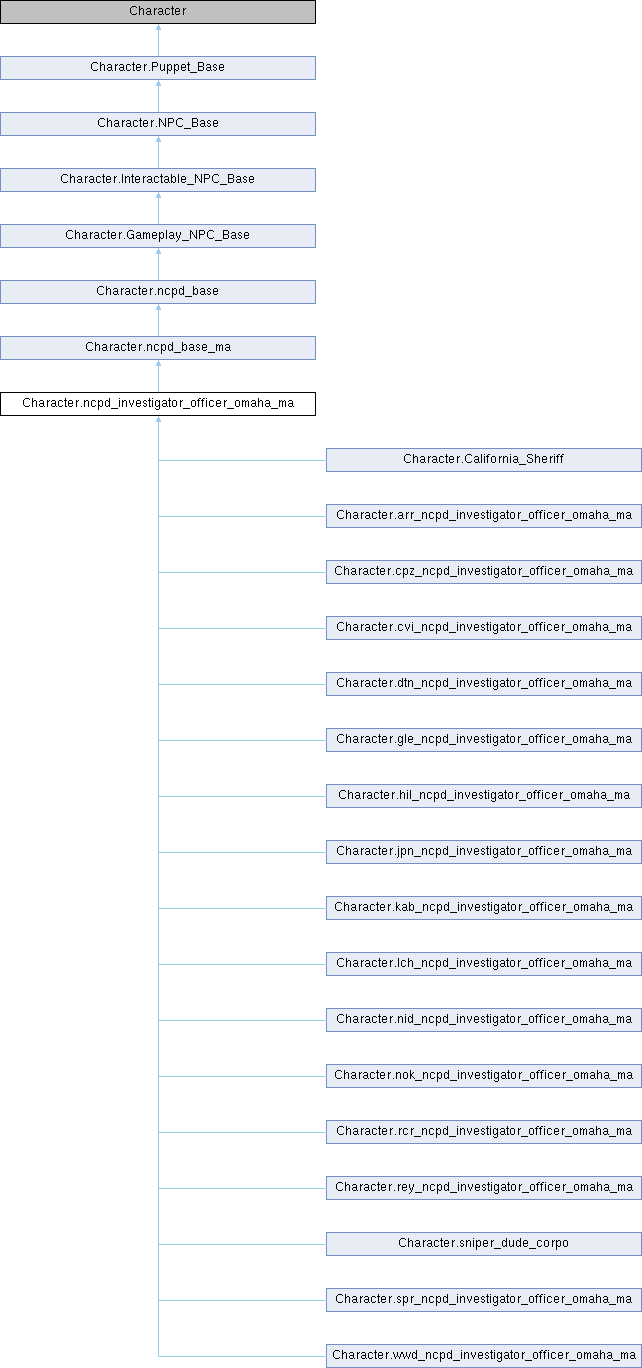 Character
Character.Puppet_Base
Character.NPC_Base
Character.Interactable_NPC_Base
Character.Gameplay_NPC_Base
Character.ncpd_base
Character.ncpd_base_ma
Character.ncpd_investigator_officer_omaha_ma
Character.California_Sheriff
Character.arr_ncpd_investigator_officer_omaha_ma
Character.cpz_ncpd_investigator_officer_omaha_ma
Character.cvi_ncpd_investigator_officer_omaha_ma
Character.dtn_ncpd_investigator_officer_omaha_ma
Character.gle_ncpd_investigator_officer_omaha_ma
Character.hil_ncpd_investigator_officer_omaha_ma
Character.jpn_ncpd_investigator_officer_omaha_ma
Character.kab_ncpd_investigator_officer_omaha_ma
Character.lch_ncpd_investigator_officer_omaha_ma
Character.nid_ncpd_investigator_officer_omaha_ma
Character.nok_ncpd_investigator_officer_omaha_ma
Character.rcr_ncpd_investigator_officer_omaha_ma
Character.rey_ncpd_investigator_officer_omaha_ma
Character.sniper_dude_corpo
Character.spr_ncpd_investigator_officer_omaha_ma
Character.wwd_ncpd_investigator_officer_omaha_ma